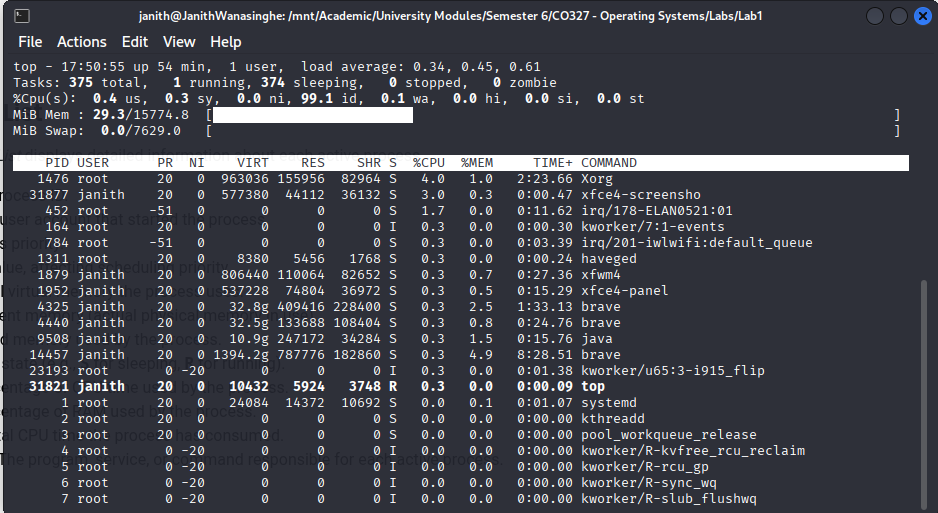 janith@JanithWanasinghe: /mnt/Academic/University Modules/Semester 6/CO327 - Operating Systems/Labs/Lab1
File Actions Edit View Help
top - 17:50:55 up 54 min, 1 user, load average: 0.34, 0.45, 0.61
Tasks: 375 total, 1 running, 374 sleeping, 0 stopped, 0 zombie
%Cpu(s): 0.4 us, 0.3 sy, 0.0 ni, 99.1 id, 0.1 wa, 0.0 hi, 0.0 si, 0.0 st
MiB Mem : 29.3/15774.8 [ ]
MiB Swap: 0.0/7629.0 [ ]
PID USER PR NI VIRT RES SHR S %CPU %MEM TIME+ COMMAND
1476 root 20 0 963036 155956 82964 S 4.0 1.0 2:23.66 Xorg
31877 janith 20 0 577380 44112 36132 S 3.0 0.3 0:00.47 xfce4-screensho
452 root -51 0 0 0 0 S 1.7 0.0 0:11.62 irq/178-ELAN0521:01
164 root 20 0 0 0 0 I 0.3 0.0 0:00.30 kworker/7:1-events
784 root -51 0 0 0 0 S 0.3 0.0 0:03.39 irq/201-iwlwifi:default_queue
1311 root 20 0 8380 5456 1768 S 0.3 0.0 0:00.24 haveged
1879 janith 20 0 806440 110064 82652 S 0.3 0.7 0:27.36 xfwm4
1952 janith 20 0 537228 74804 36972 S 0.3 0.5 0:15.29 xfce4-panel
4325 janith 20 0 32.8g 409416 228400 S 0.3 2.5 1:33.13 brave
4440 janith 20 0 32.5g 133688 108404 S 0.3 0.8 0:24.76 brave
9508 janith 20 0 10.9g 247172 34284 S 0.3 1.5 0:15.76 java
14457 janith 20 0 1394.2g 787776 182860 S 0.3 4.9 8:28.51 brave
23193 root 0 -20 0 0 0 I 0.3 0.0 0:01.38 kworker/u65:3-i915_flip
31821 janith 20 0 10432 5924 3748 R 0.3 0.0 0:00.09 top
1 root 20 0 24084 14372 10692 S 0.0 0.1 0:01.07 systemd
2 root 20 0 0 0 0 S 0.0 0.0 0:00.00 kthreadd
3 root 20 0 0 0 0 S 0.0 0.0 0:00.00 pool_workqueue_release
4 root 0 -20 0 0 0 I 0.0 0.0 0:00.00 kworker/R-kvfree_rcu_reclaim
5 root 0 -20 0 0 0 I 0.0 0.0 0:00.00 kworker/R-rcu_gp
6 root 0 -20 0 0 0 I 0.0 0.0 0:00.00 kworker/R-sync_wq
7 root 0 -20 0 0 0 I 0.0 0.0 0:00.00 kworker/R-slub_flushwq